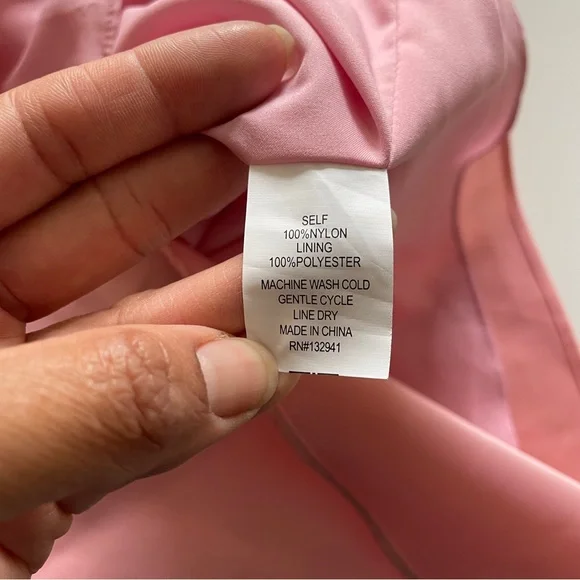 SELF
100%NYLON
LINING
100%POLYESTER
MACHINE WASH COLD
GENTLE CYCLE
LINE DRY
MADE IN CHINA
RN#132941